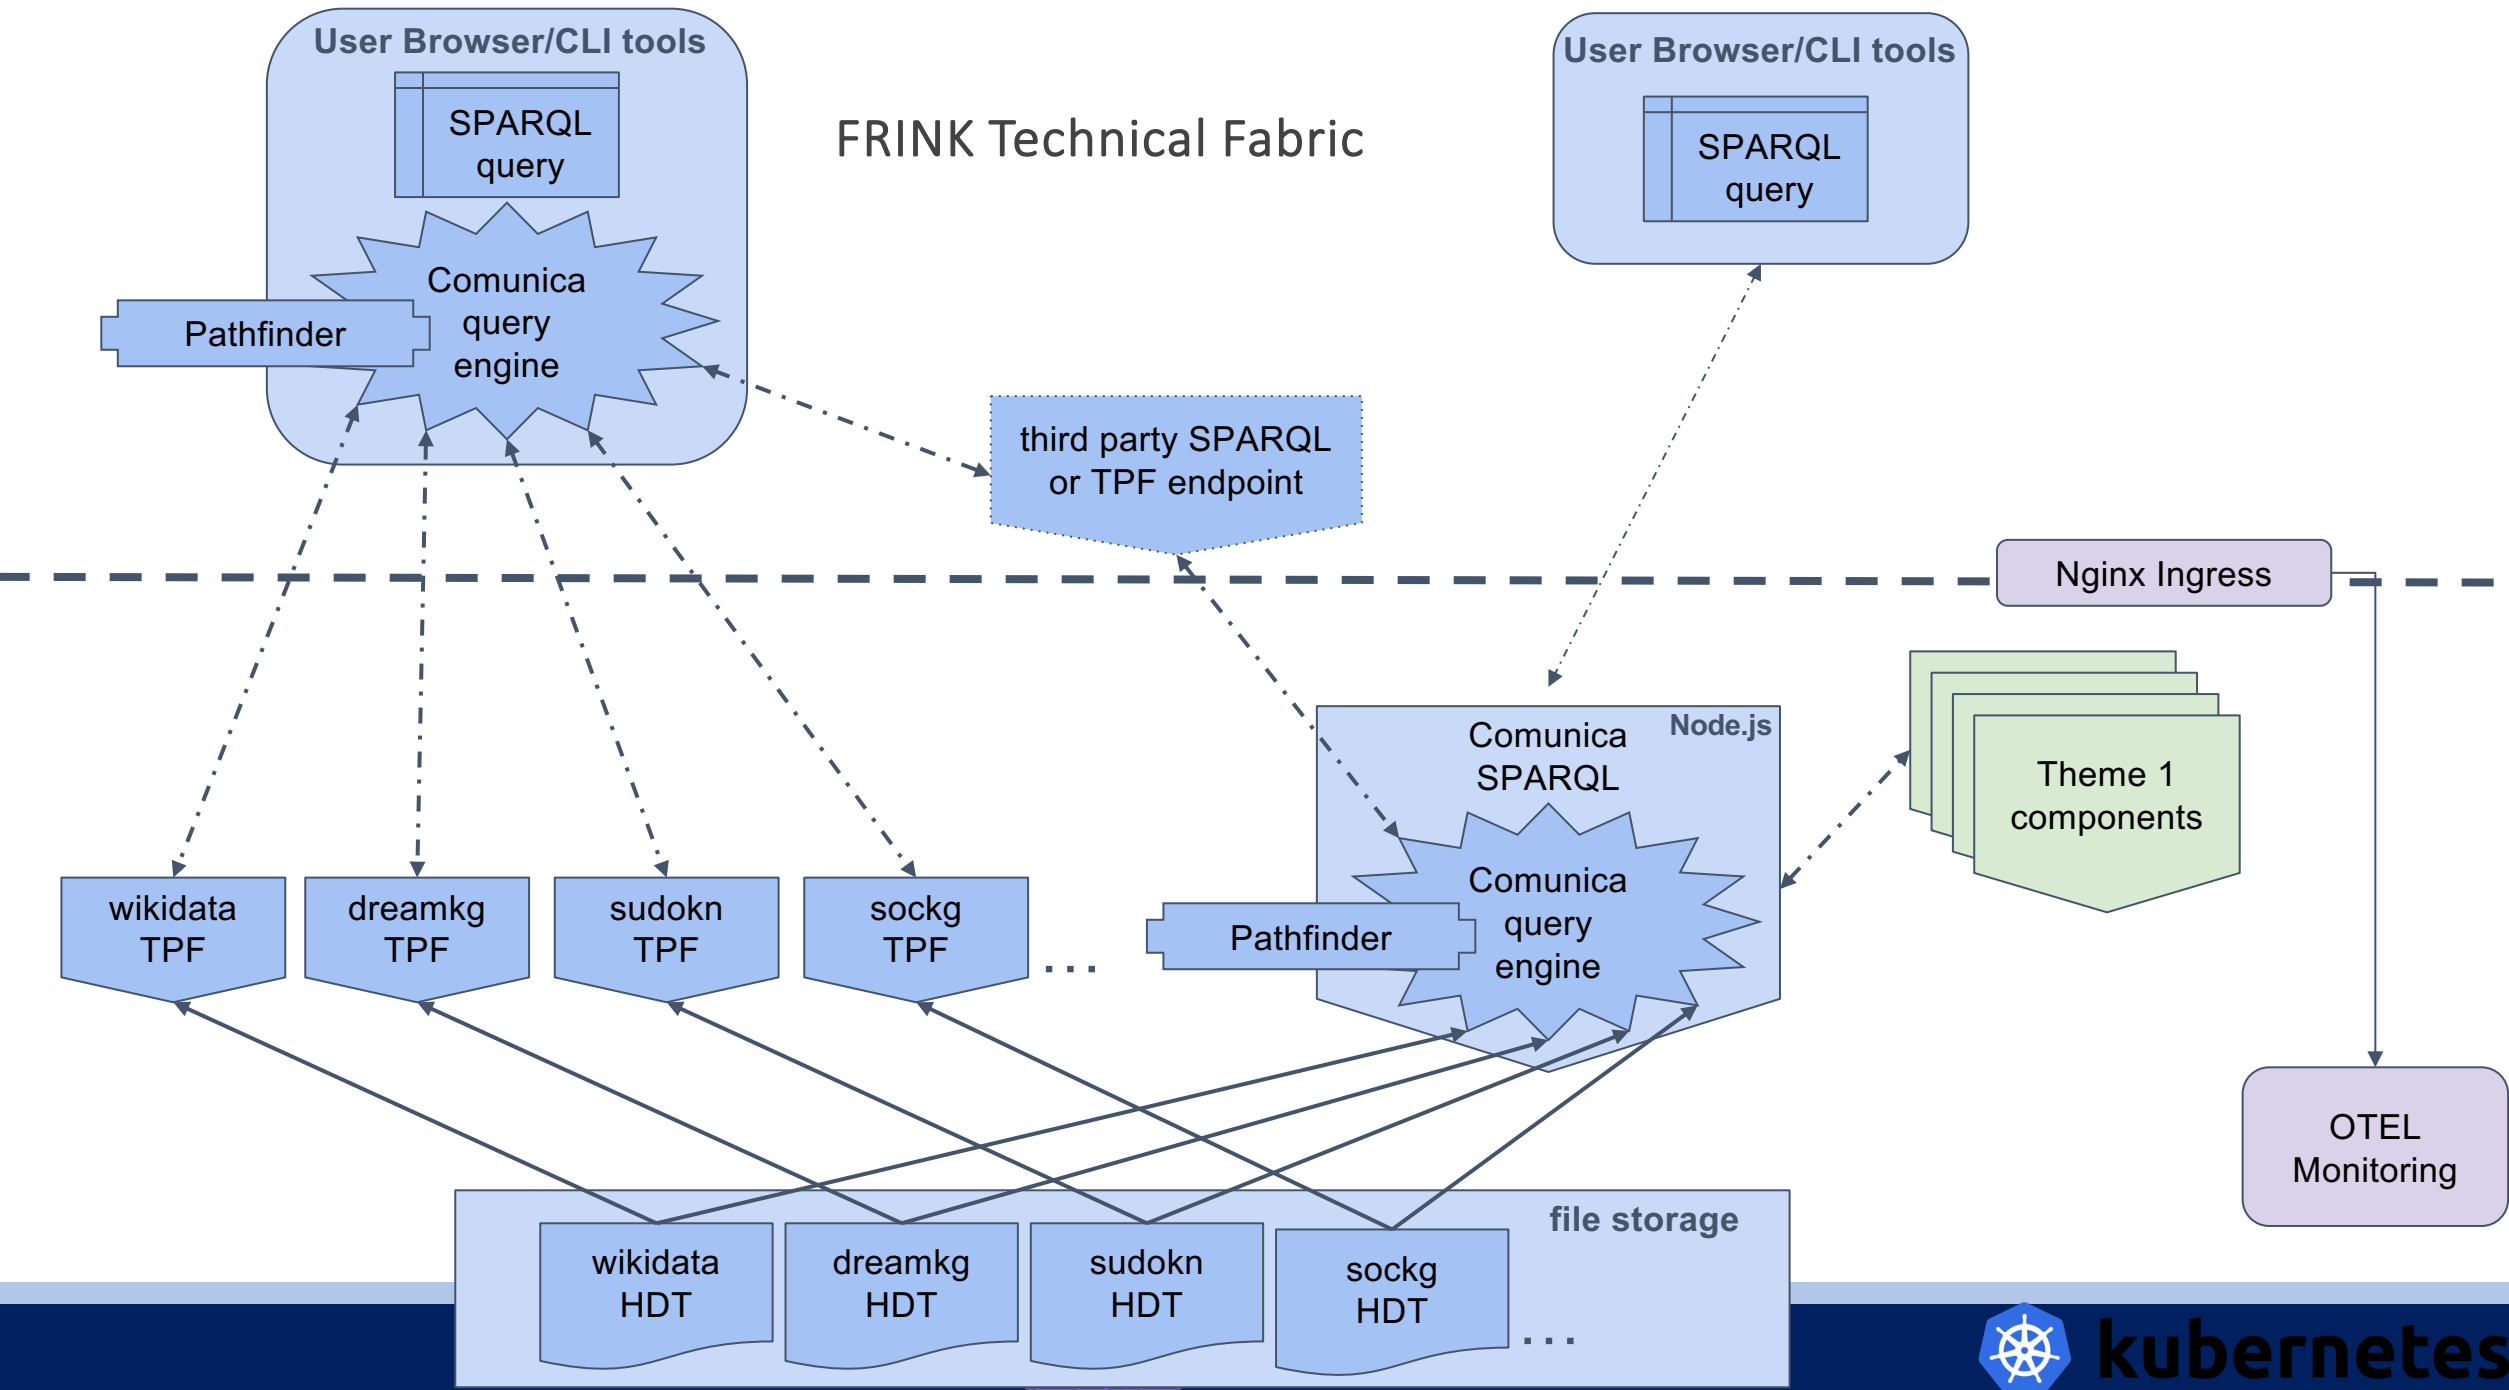 User Browser/CLI tools
SPARQL
query
Comunica
query
engine
Pathfinder
FRINK Technical Fabric
User Browser/CLI tools
SPARQL
query
third party SPARQL
or TPF endpoint
Nginx Ingress
Node.js
Comunica
SPARQL
Comunica
query
engine
Pathfinder
Theme 1
components
wikidata
TPF
dreamkg
TPF
sudokn
TPF
sockg
TPF
...
OTEL
Monitoring
file storage
wikidata
HDT
dreamkg
HDT
sudokn
HDT
sockg
HDT
...
kubernetes